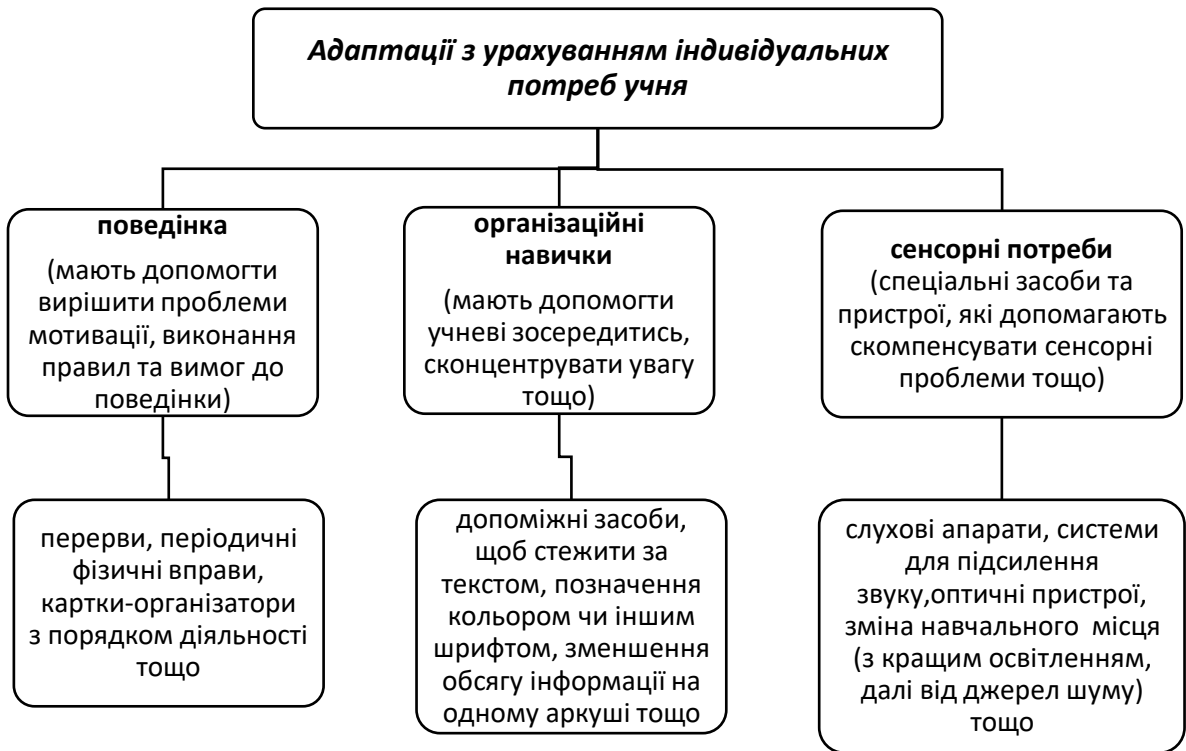 Адаптації з урахуванням індивідуальних
потреб учня
поведінка
(мають допомогти
вирішити проблеми
мотивації, виконання
правил та вимог до
поведінки)
організаційні
навички
(мають допомогти
учневі зосередитись,
сконцентрувати увагу
тощо)
сенсорні потреби
(спеціальні засоби та
пристрої, які допомагають
скомпенсувати сенсорні
проблеми тощо)
перерви, періодичні
фізичні вправи,
картки-організатори
з порядком діяльності
тощо
допоміжні засоби,
щоб стежити за
текстом, позначення
кольором чи іншим
шрифтом, зменшення
обсягу інформації на
одному аркуші тощо
слухові апарати, системи
для підсилення
звуку,оптичні пристрої,
зміна навчального місця
(з кращим освітленням,
далі від джерел шуму)
тощо